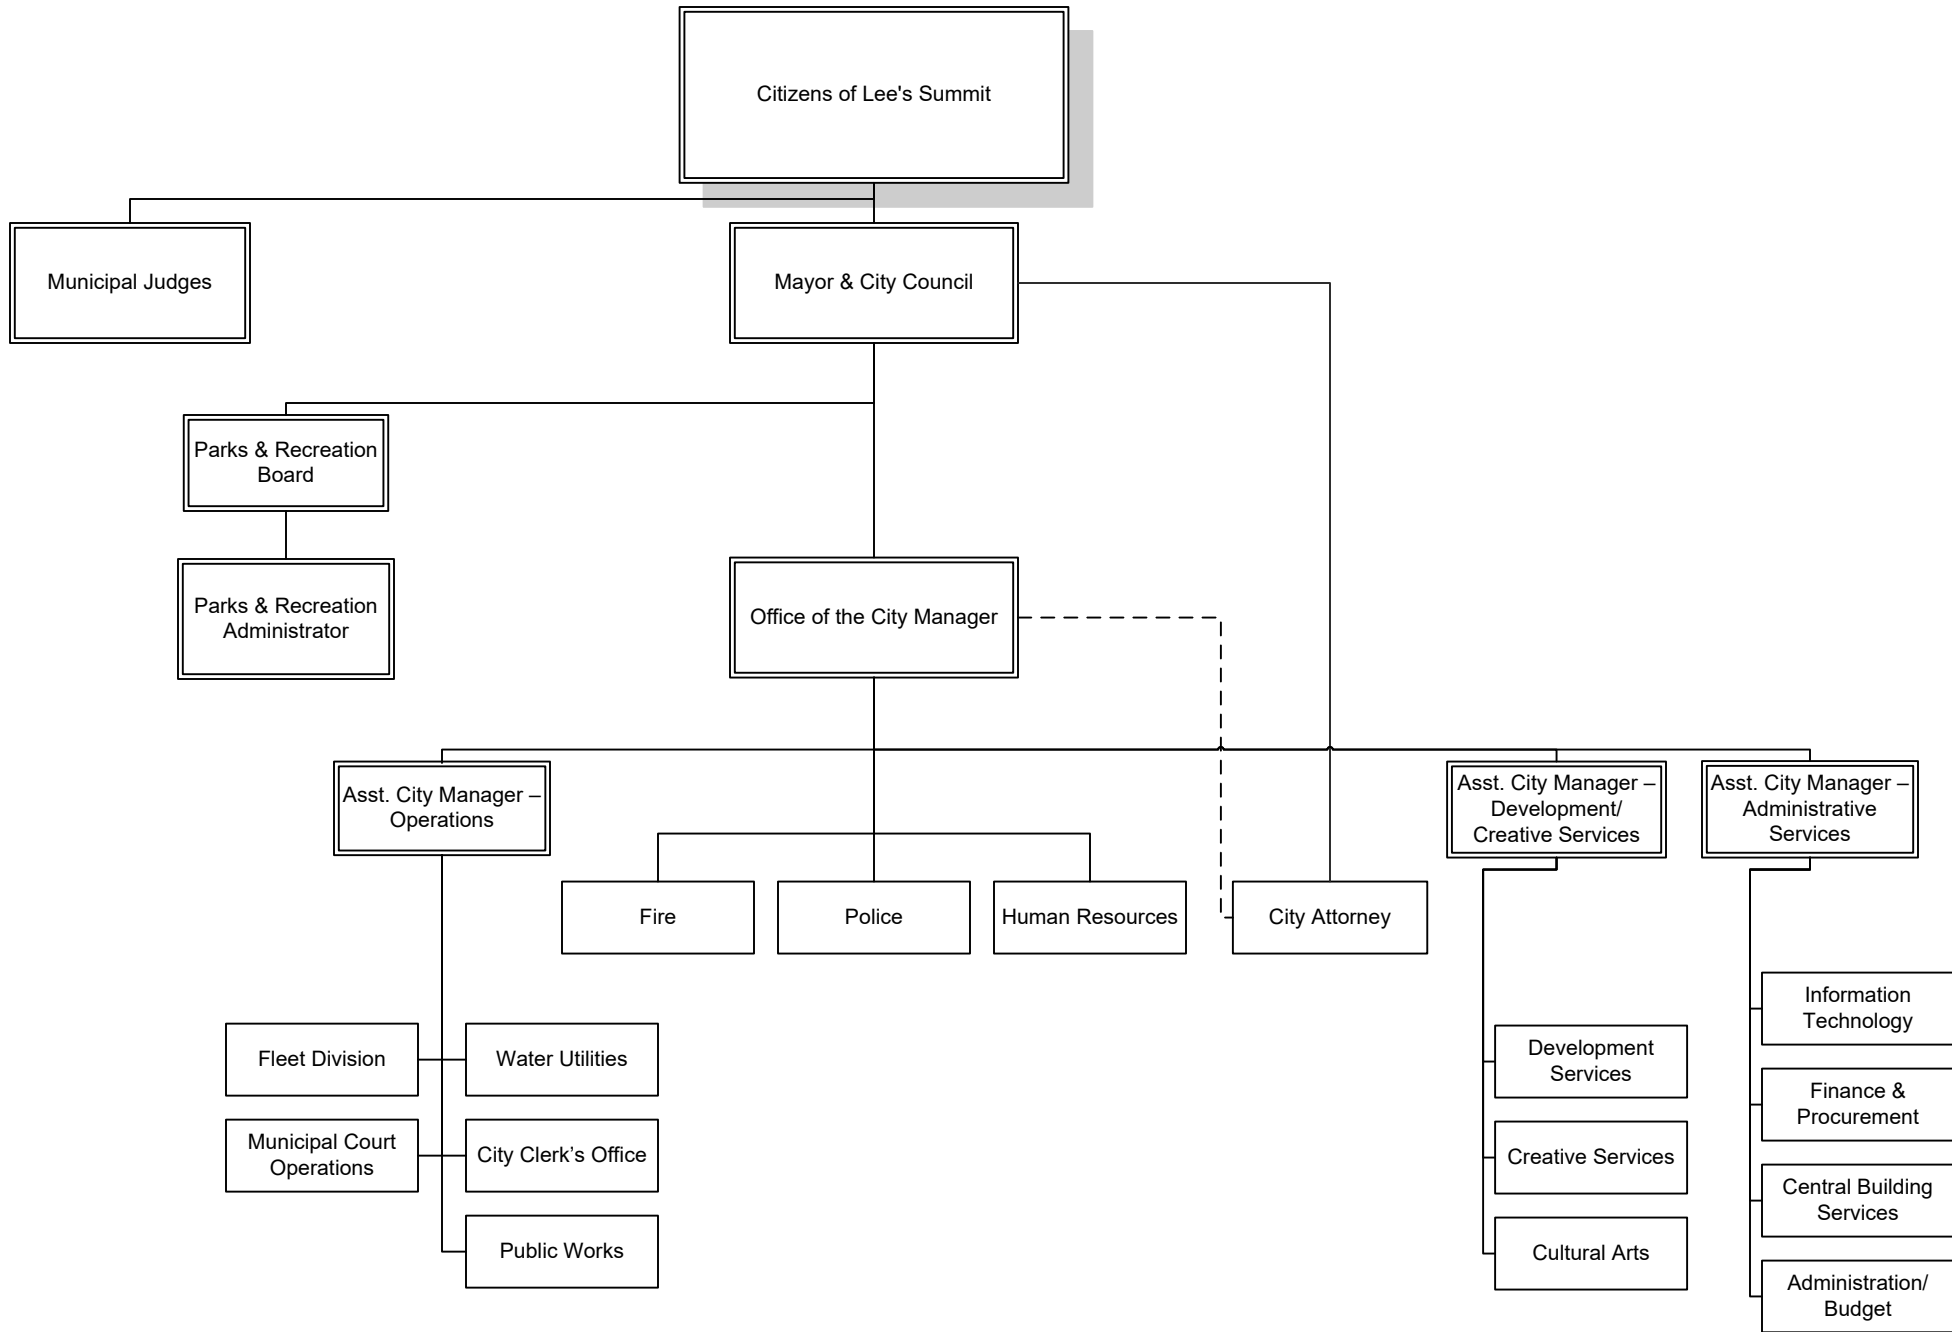 Citizens of Lee's Summit
Municipal Judges
Mayor & City Council
Parks & Recreation
Board
Parks & Recreation
Administrator
Office of the City Manager
Asst. City Manager –
Operations
Asst. City Manager –
Development/
Creative Services
Asst. City Manager –
Administrative
Services
Fire
Police
Human Resources
City Attorney
Fleet Division
Water Utilities
Municipal Court
Operations
City Clerk’s Office
Public Works
Development
Services
Creative Services
Cultural Arts
Information
Technology
Finance &
Procurement
Central Building
Services
Administration/
Budget